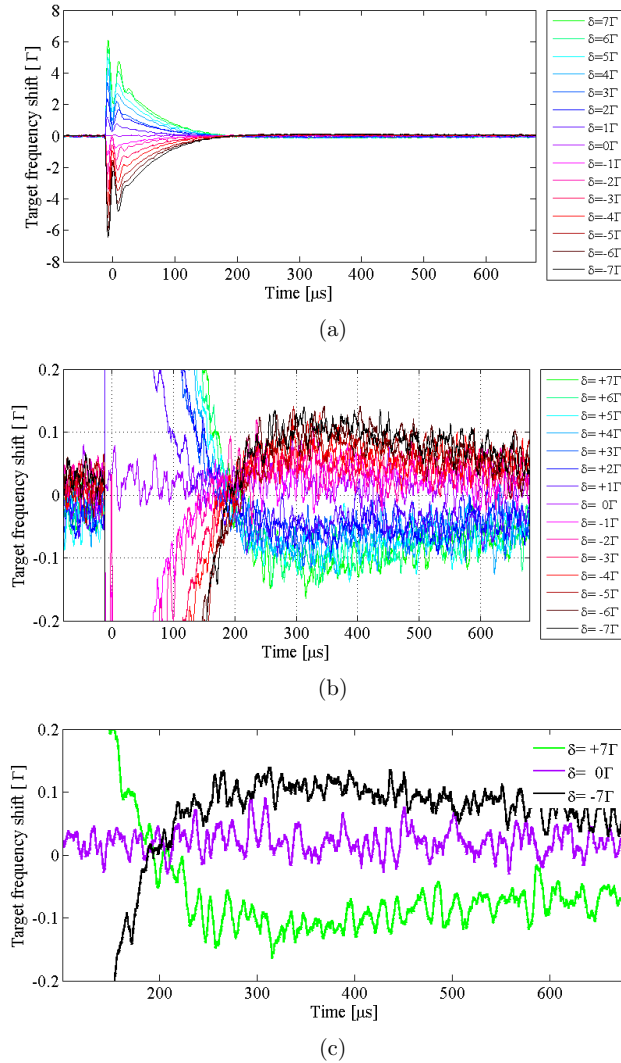 8
6
4
2
0
-2
-4
-6
-8
Target frequency shift [ Γ ]
0 100 200 300 400 500 600
Time [μs]
δ=7Γ
δ=6Γ
δ=5Γ
δ=4Γ
δ=3Γ
δ=2Γ
δ=1Γ
δ=0Γ
δ=-1Γ
δ=-2Γ
δ=-3Γ
δ=-4Γ
δ=-5Γ
δ=-6Γ
δ=-7Γ
(a)
0.2
0.1
0
-0.1
-0.2
Target frequency shift [ Γ ]
0 100 200 300 400 500 600
Time [μs]
δ= +7Γ
δ= +6Γ
δ= +5Γ
δ= +4Γ
δ= +3Γ
δ= +2Γ
δ= +1Γ
δ= 0Γ
δ= -1Γ
δ= -2Γ
δ= -3Γ
δ= -4Γ
δ= -5Γ
δ= -6Γ
δ= -7Γ
(b)
0.2
0.1
0
-0.1
-0.2
Target frequency shift [Γ]
200 300 400 500 600
Time [μs]
δ= +7Γ
δ= 0Γ
δ= -7Γ
(c)